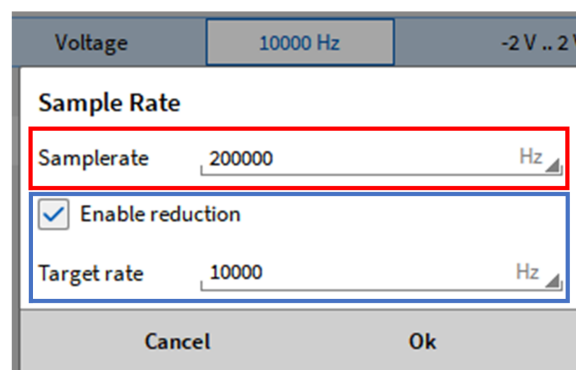 Voltage 10000 Hz -2 V .. 2 V
Sample Rate
Samplerate 200000 Hz
Enable reduction
Target rate 10000 Hz
Cancel Ok